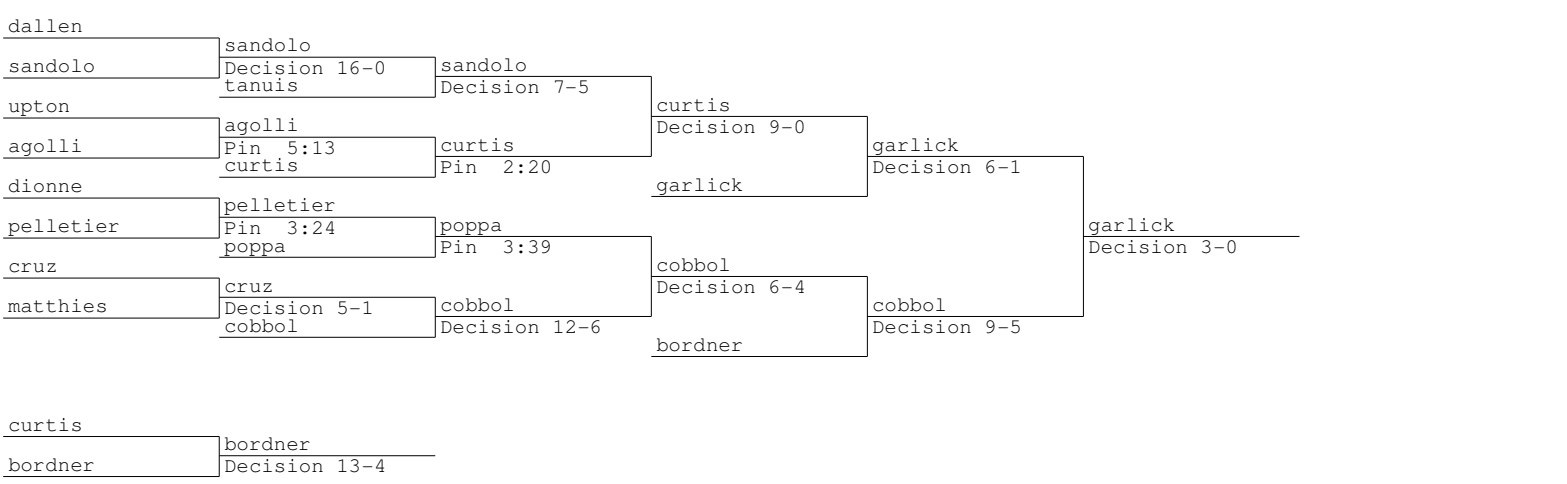 dallen
sandolo
sandolo
Decision 16-0
tanuis
sandolo
Decision 7-5
upton
agolli
agolli
Pin 5:13
curtis
curtis
Pin 2:20
curtis
Decision 9-0
garlick
garlick
Decision 6-1
dionne
pelletier
pelletier
Pin 3:24
poppa
poppa
Pin 3:39
cruz
matthies
cruz
Decision 5-1
cobbol
cobbol
Decision 12-6
cobbol
Decision 6-4
bordner
cobbol
Decision 9-5
garlick
Decision 3-0
curtis
bordner
bordner
Decision 13-4